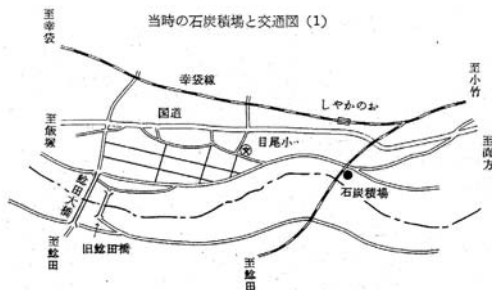 当時の石炭積場と交通図(1)
至幸袋
至小竹
幸袋線
しやかのお
国道
至飯塚
目尾小
文
至直方
石炭積場
鯰田大橋
旧鯰田橋
至鯰田
至鯰田